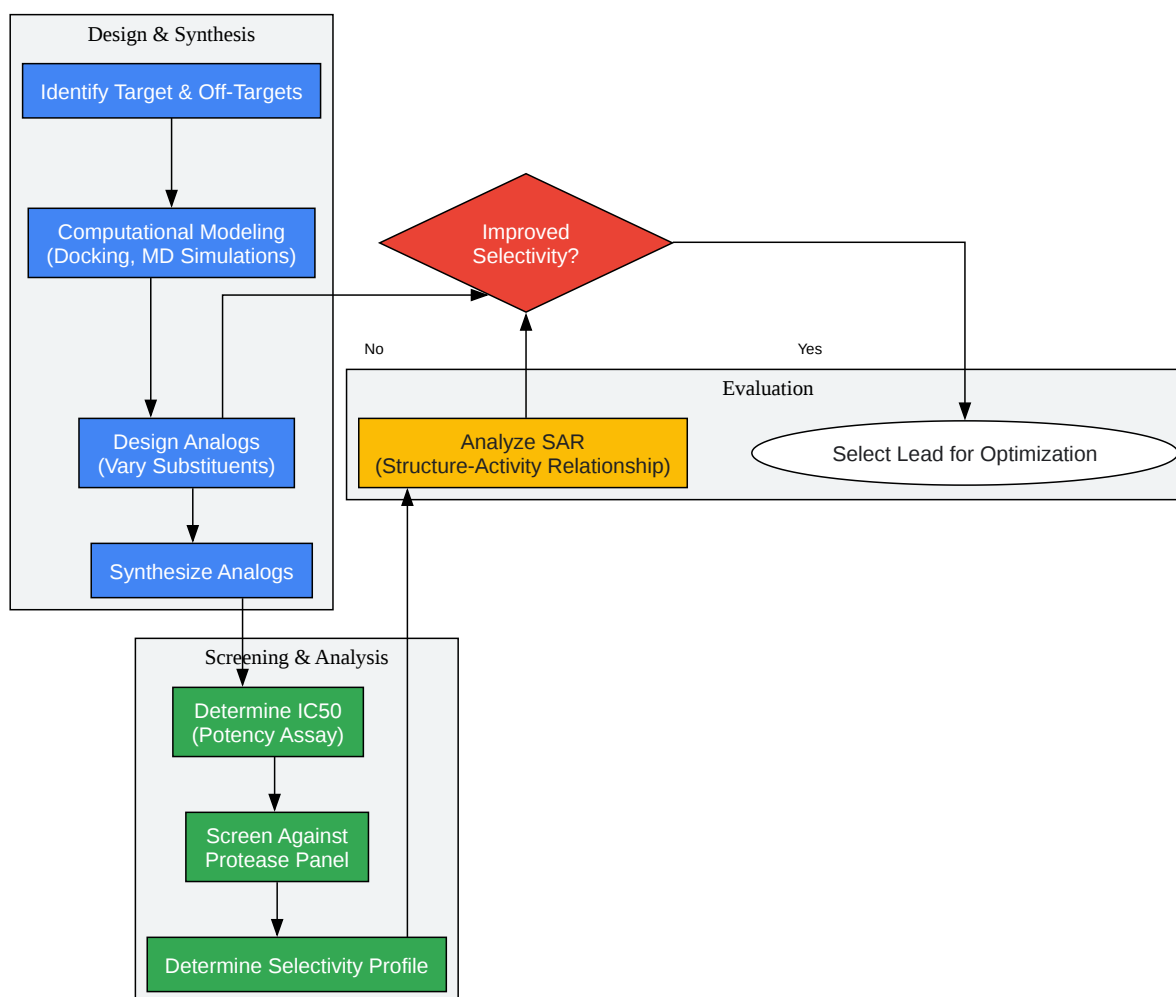 Design & Synthesis
Identify Target & Off-Targets
Computational Modeling
(Docking, MD Simulations)
Improved
Selectivity?
No
Yes
Evaluation
Design Analogs
(Vary Substituents)
Analyze SAR
(Structure-Activity Relationship)
Select Lead for Optimization
Synthesize Analogs
Screening & Analysis
Determine IC50
(Potency Assay)
Screen Against
Protease Panel
Determine Selectivity Profile